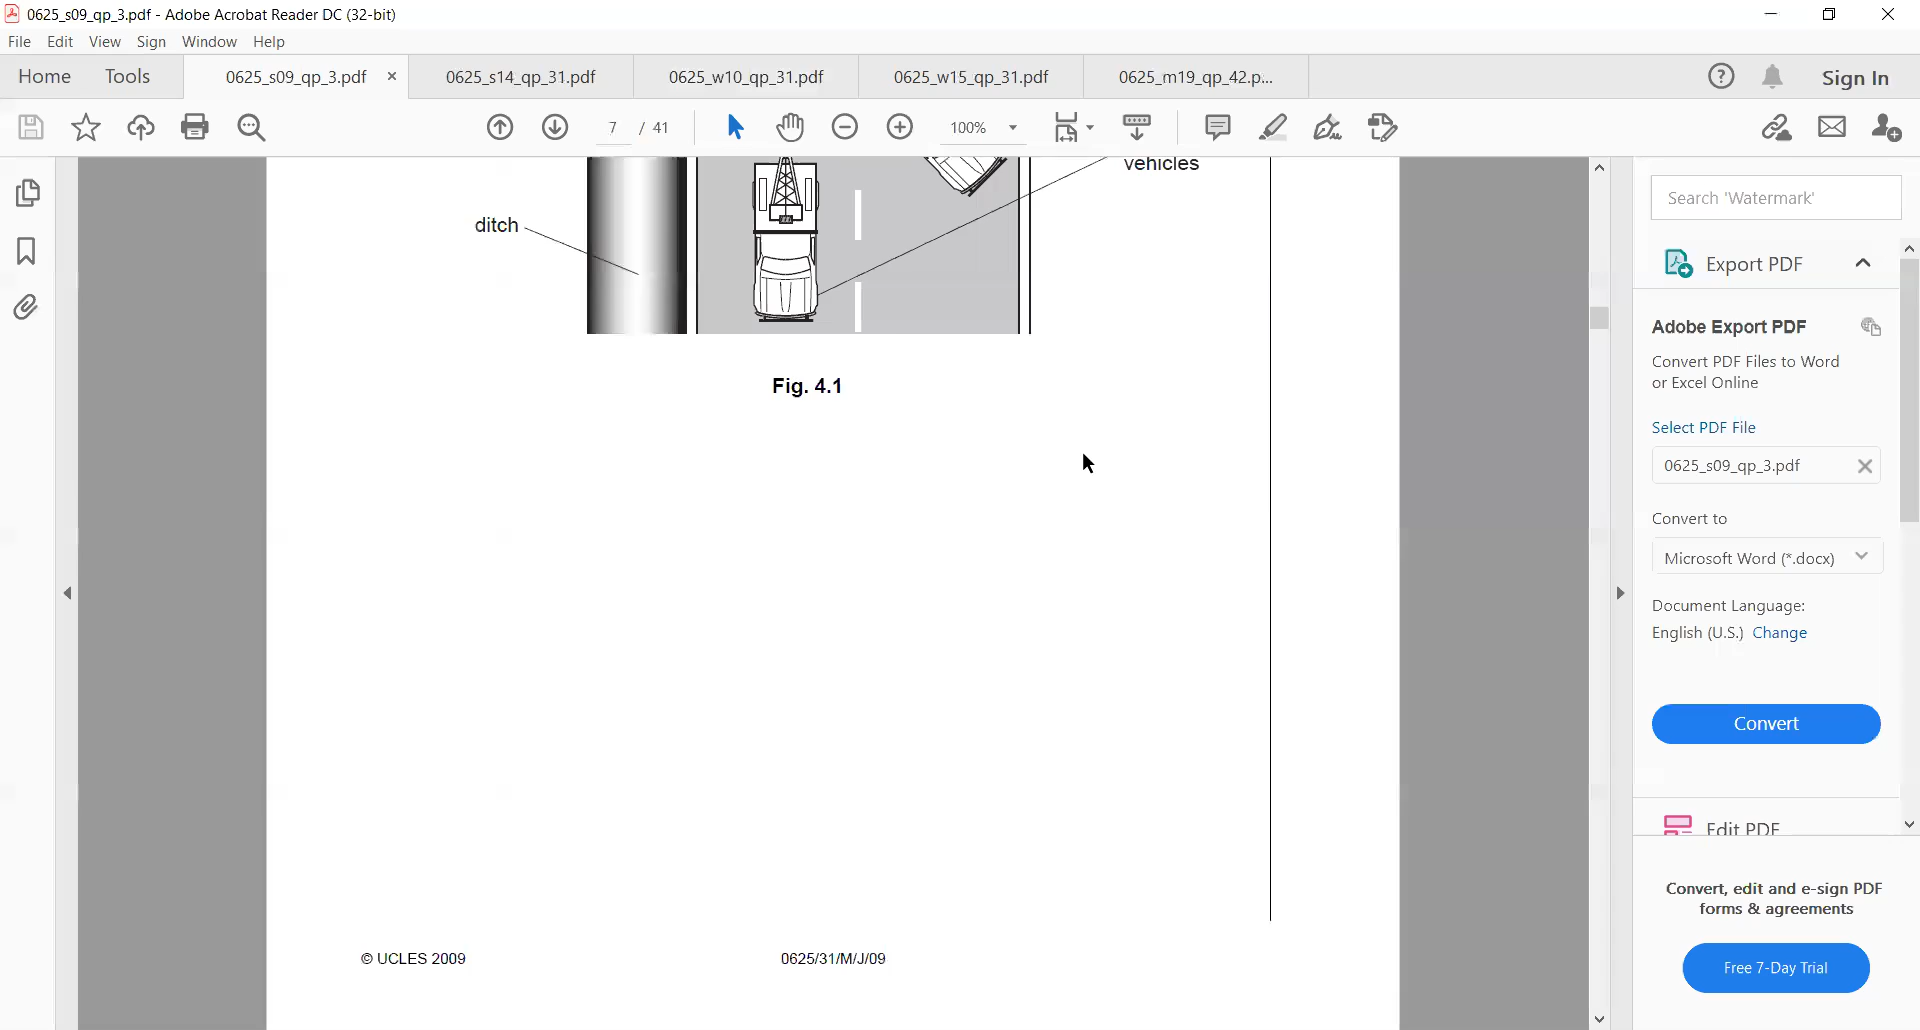 0625_s09_qp_3.pdf - Adobe Acrobat Reader DC (32-bit)
File Edit View Sign Window Help
Home Tools 0625_s09_qp_3.pdf × 0625_s14_qp_31.pdf 0625_w10_qp_31.pdf 0625_w15_qp_31.pdf 0625_m19_qp_42.p... Sign In
7 / 41 100%
vehicles
ditch
Fig. 4.1
© UCLES 2009 0625/31/M/J/09
Search 'Watermark'
Export PDF
Adobe Export PDF
Convert PDF Files to Word
or Excel Online
Select PDF File
0625_s09_qp_3.pdf
Convert to
Microsoft Word (*.docx)
Document Language:
English (U.S.) Change
Convert
Edit PDF
Convert, edit and e-sign PDF
forms & agreements
Free 7-Day Trial